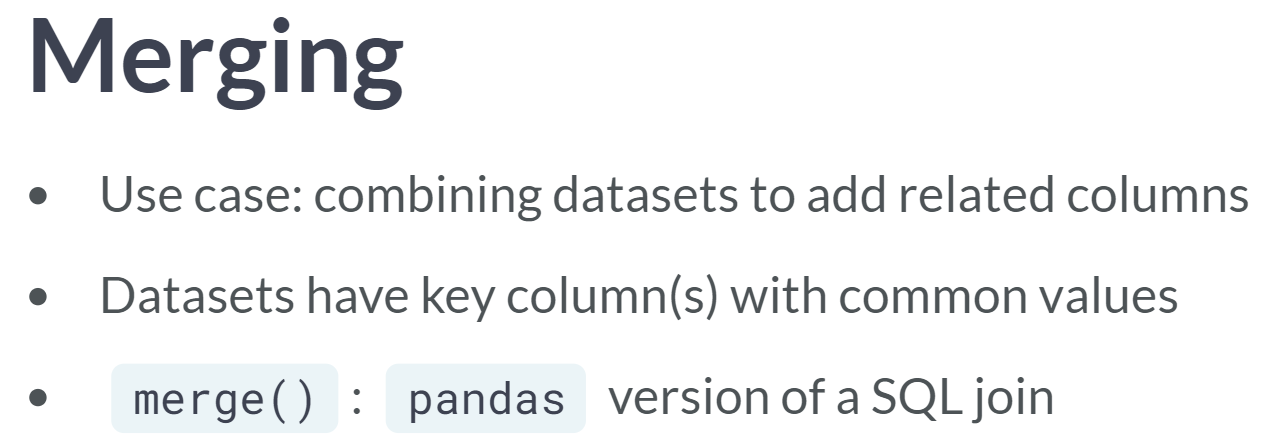 Merging
• Use case: combining datasets to add related columns
• Datasets have key column(s) with common values
• merge() : pandas version of a SQL join